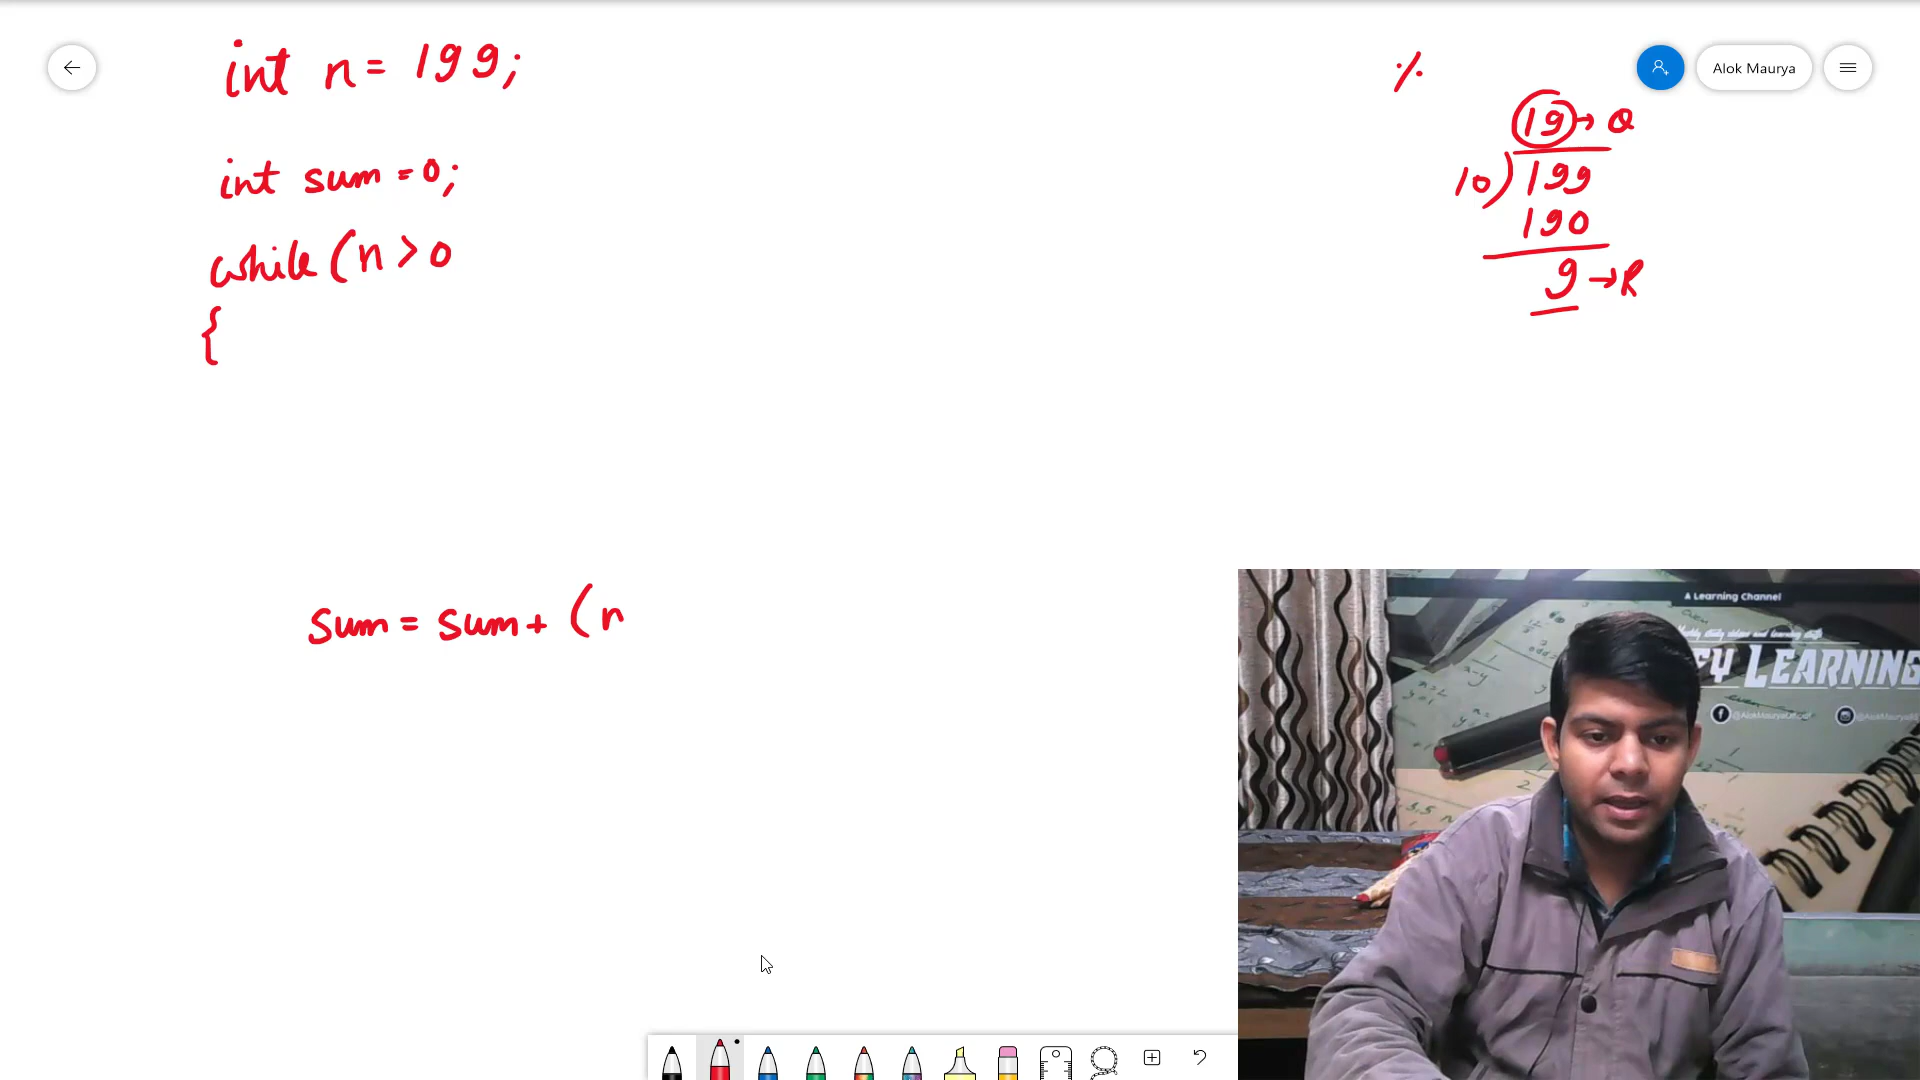 int n = 199;
int sum = 0;
while (n > 0
{
sum = sum + (n
%
19 → Q
10) 199
190
9 → R
Alok Maurya
A Learning Channel
LEARNING
@AlokMauryaOfficial